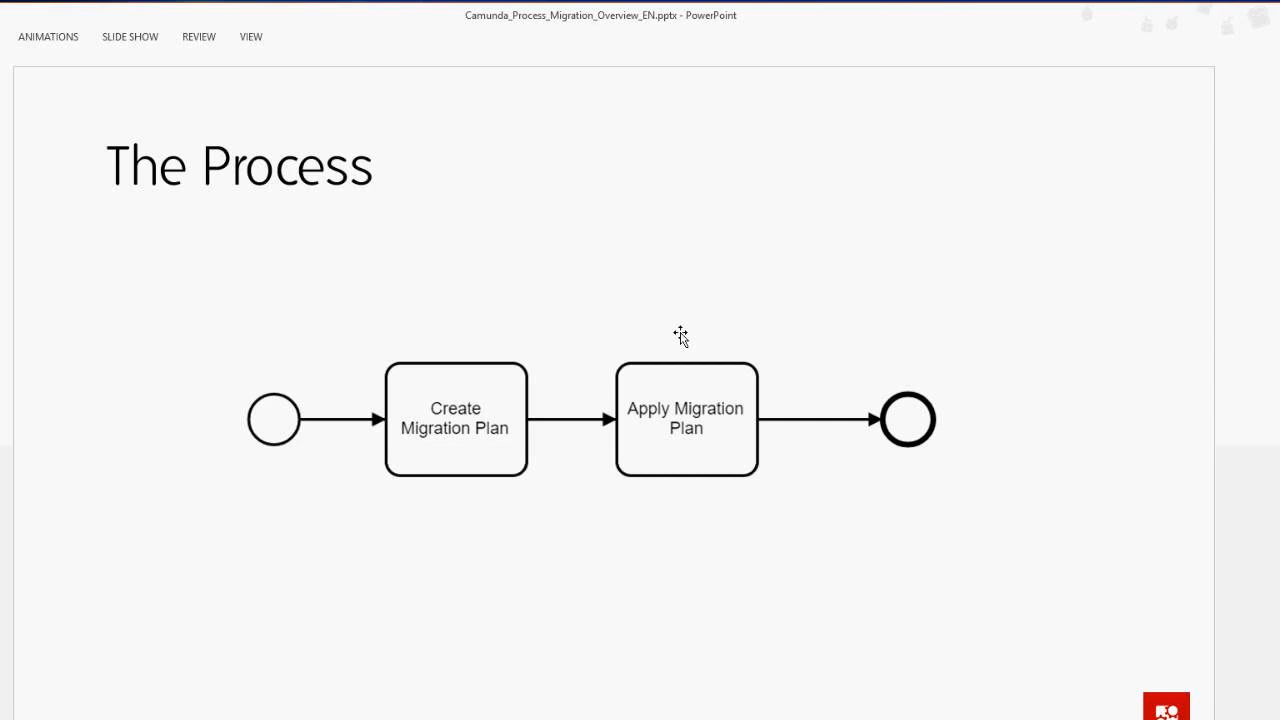 Camunda_Process_Migration_Overview_EN.pptx - PowerPoint
ANIMATIONS SLIDE SHOW REVIEW VIEW
The Process
Create
Migration Plan
Apply Migration
Plan